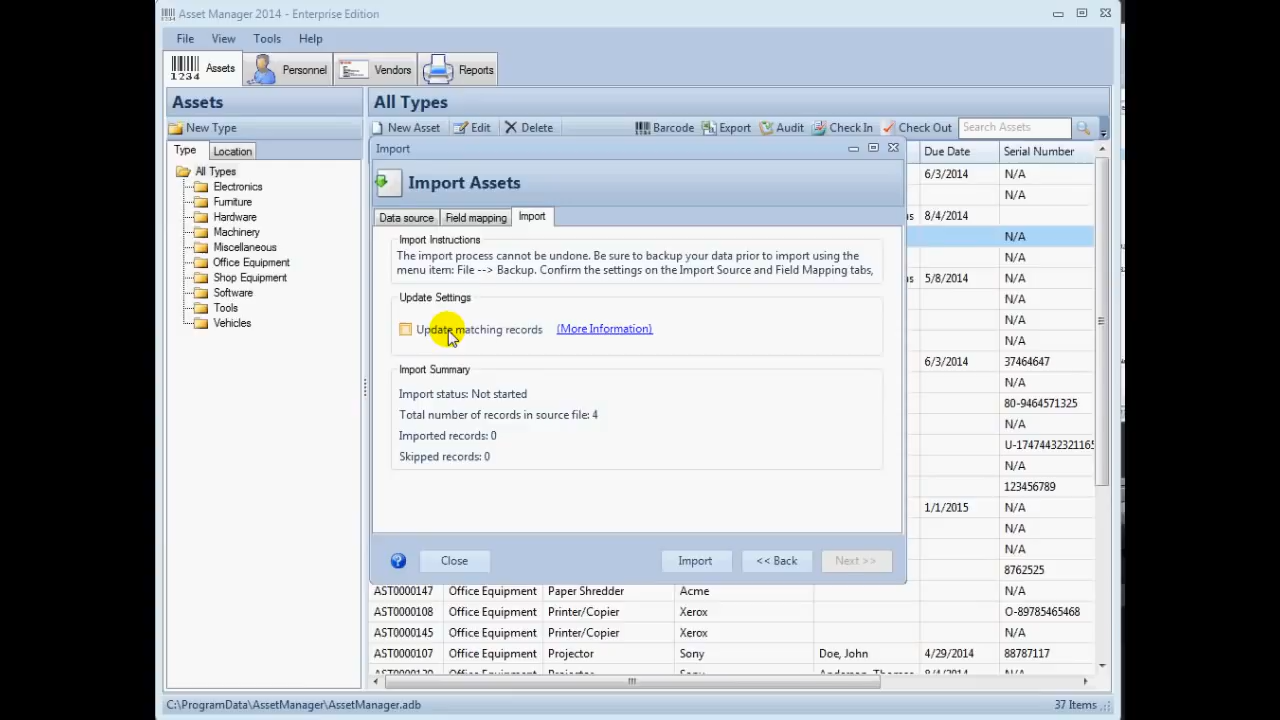 Asset Manager 2014 - Enterprise Edition
File View Tools Help
1234 Assets Personnel Vendors Reports
Assets
All Types
New Type
New Asset Edit Delete Barcode Export Audit Check In Check Out Search Assets
Type Location
All Types
Electronics
Furniture
Hardware
Machinery
Miscellaneous
Office Equipment
Shop Equipment
Software
Tools
Vehicles
Import
Import Assets
Data source Field mapping Import
Import Instructions
The import process cannot be undone. Be sure to backup your data prior to import using the
menu item: File --> Backup. Confirm the settings on the Import Source and Field Mapping tabs,
Update Settings
Update matching records (More Information)
Import Summary
Import status: Not started
Total number of records in source file: 4
Imported records: 0
Skipped records: 0
Close Import << Back Next >>
Due Date Serial Number
6/3/2014 N/A
N/A
8/4/2014
N/A
N/A
5/8/2014 N/A
N/A
N/A
N/A
6/3/2014 37464647
N/A
80-9464571325
N/A
U-17474432321165
N/A
123456789
1/1/2015 N/A
N/A
N/A
8762525
AST0000147 Office Equipment Paper Shredder Acme N/A
AST0000108 Office Equipment Printer/Copier Xerox O-89785465468
AST0000145 Office Equipment Printer/Copier Xerox N/A
AST0000107 Office Equipment Projector Sony Doe, John 4/29/2014 88787117
C:\ProgramData\AssetManager\AssetManager.adb
37 Items